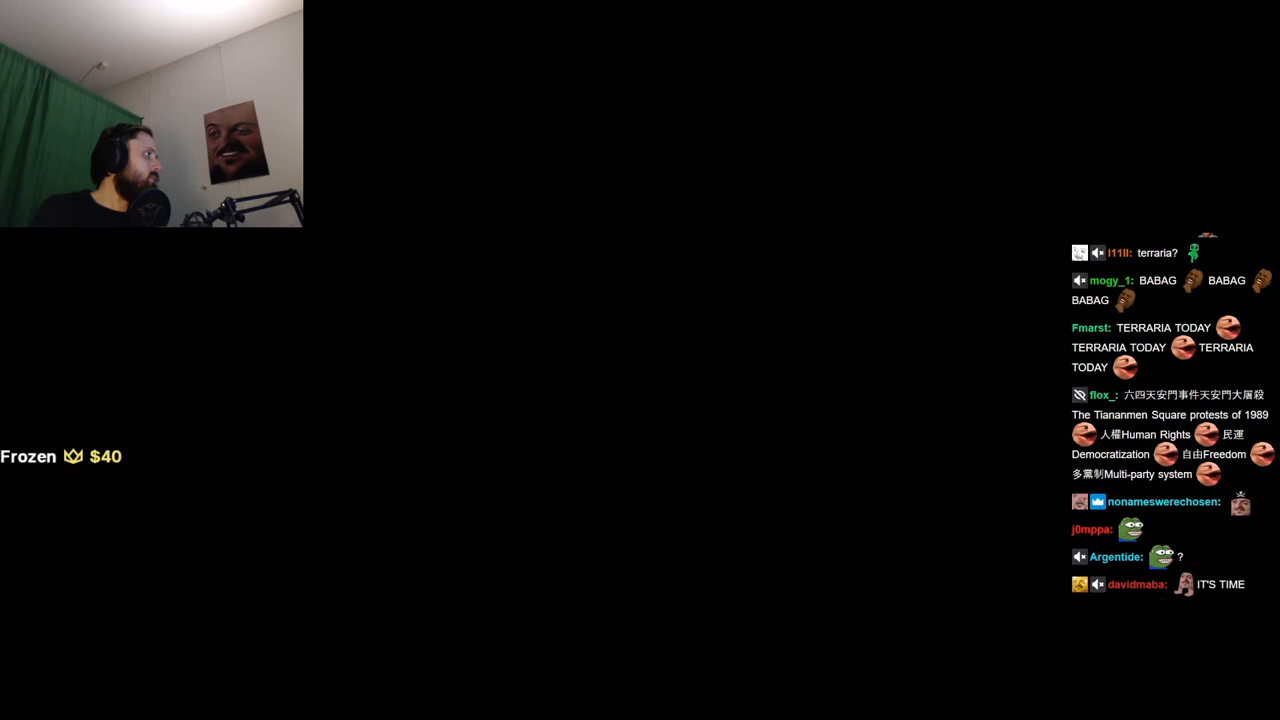 l11ll: terraria?
mogy_1: BABAG BABAG
BABAG
Fmarst: TERRARIA TODAY
TERRARIA TODAY TERRARIA
TODAY
flox_: 六四天安門事件天安門大屠殺
The Tiananmen Square protests of 1989
人權Human Rights 民運
Democratization 自由Freedom
多黨制Multi-party system
nonameswerechosen:
j0mppa:
Argentide: ?
davidmaba: IT'S TIME
Frozen $40